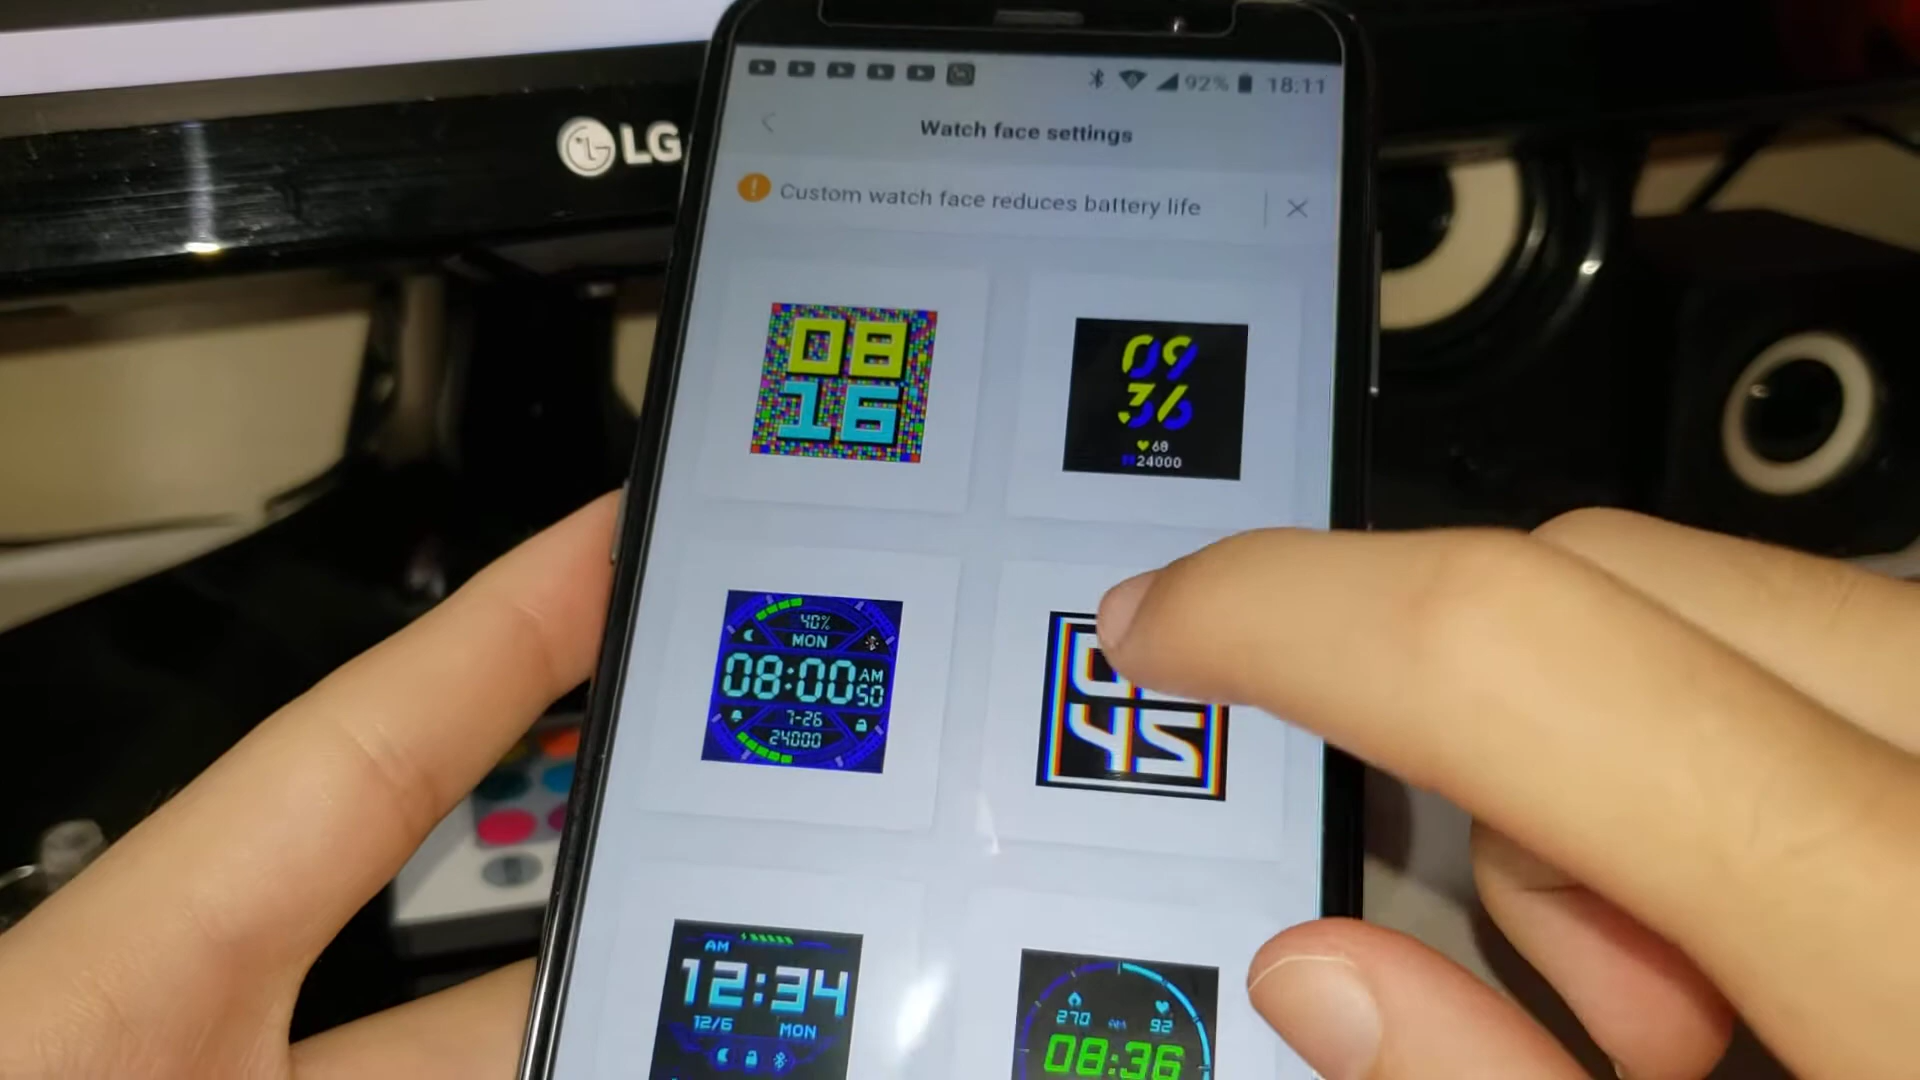 LG
92% 18:11
Watch face settings
Custom watch face reduces battery life
08
16
09
36
68
24000
40%
MON
08:00 AM
50
7-26
24000
45
AM
12:34
12/6 MON
270 92
08:36